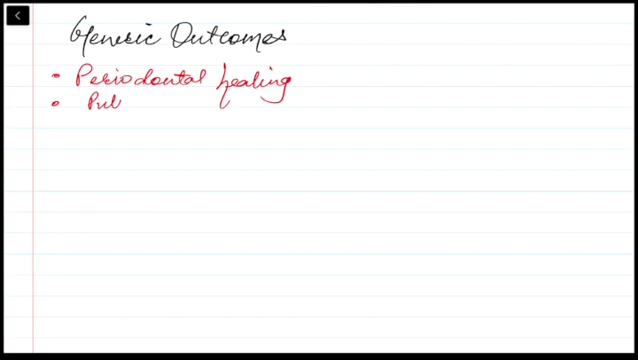 Generic Outcomes
• Periodontal healing
• Pul